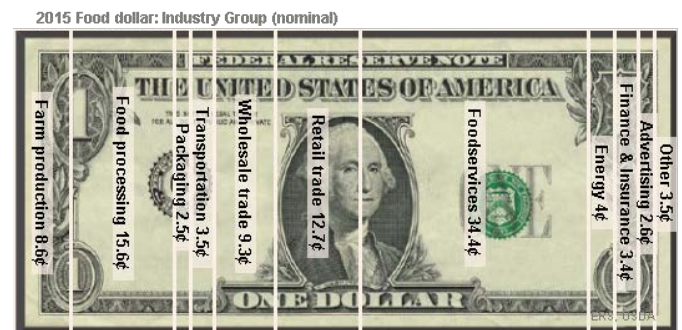 2015 Food dollar: Industry Group (nominal)
FEDERAL RESERVE NOTE
THE UNITED STATES OF AMERICA
Farm production 8.6¢
Food processing 15.6¢
Packaging 2.5¢
Transportation 3.5¢
Wholesale trade 9.3¢
Retail trade 12.7¢
Foodservices 34.4¢
Energy 4¢
Finance & Insurance 3.4¢
Advertising 2.6¢
Other 3.5¢
1
1
ONE DOLLAR
ERS, USDA